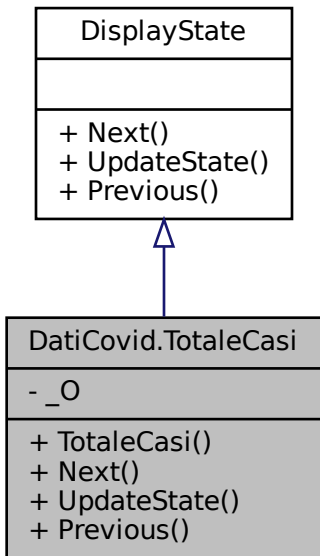 DisplayState
+ Next()
+ UpdateState()
+ Previous()
DatiCovid.TotaleCasi
- _O
+ TotaleCasi()
+ Next()
+ UpdateState()
+ Previous()